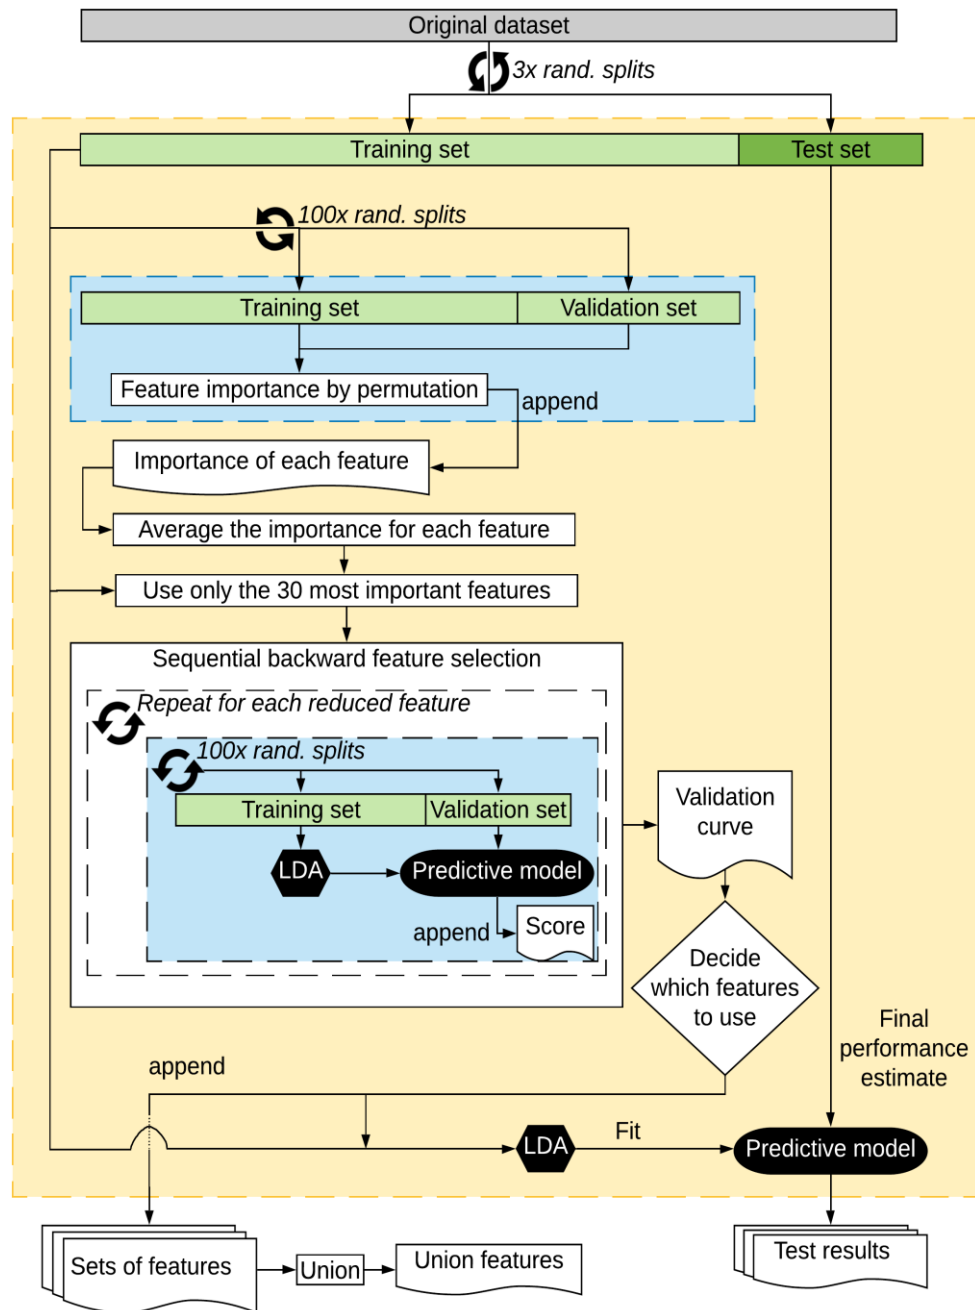 Original dataset
3x rand. splits
Training set
Test set
100x rand. splits
Training set
Validation set
Feature importance by permutation
append
Importance of each feature
Average the importance for each feature
Use only the 30 most important features
Sequential backward feature selection
Repeat for each reduced feature
100x rand. splits
Training set
Validation set
LDA
Predictive model
append
Score
Validation
curve
Decide
which features
to use
Final
performance
estimate
append
LDA
Fit
Predictive model
Sets of features
Union
Union features
Test results